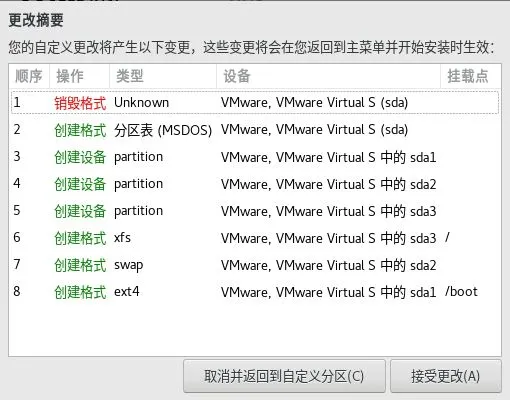 更改摘要
您的自定义更改将产生以下变更，这些变更将会在您返回到主菜单并开始安装时生效：
顺序 操作 类型 设备 挂载点
1 销毁格式 Unknown VMware, VMware Virtual S (sda)
2 创建格式 分区表 (MSDOS) VMware, VMware Virtual S (sda)
3 创建设备 partition VMware, VMware Virtual S 中的 sda1
4 创建设备 partition VMware, VMware Virtual S 中的 sda2
5 创建设备 partition VMware, VMware Virtual S 中的 sda3
6 创建格式 xfs VMware, VMware Virtual S 中的 sda3 /
7 创建格式 swap VMware, VMware Virtual S 中的 sda2
8 创建格式 ext4 VMware, VMware Virtual S 中的 sda1 /boot
取消并返回到自定义分区(C) 接受更改(A)